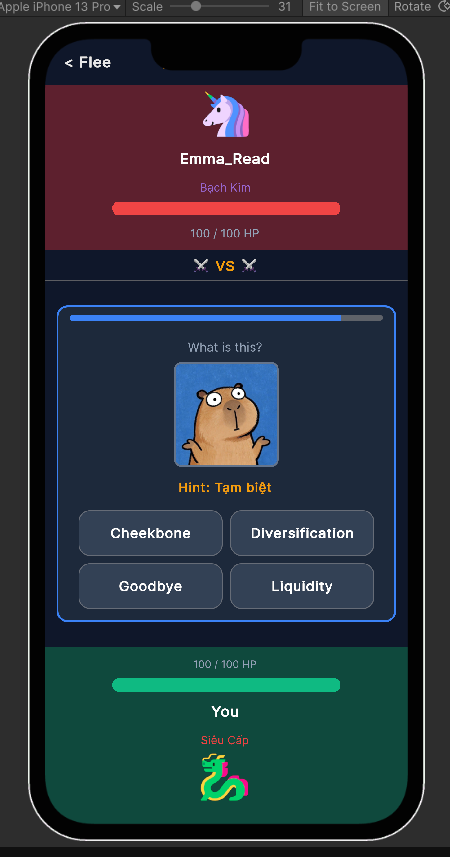 Apple iPhone 13 Pro Scale 31 Fit to Screen Rotate
< Flee
Emma_Read
Bạch Kim
100 / 100 HP
VS
What is this?
Hint: Tạm biệt
Cheekbone Diversification
Goodbye Liquidity
100 / 100 HP
You
Siêu Cấp